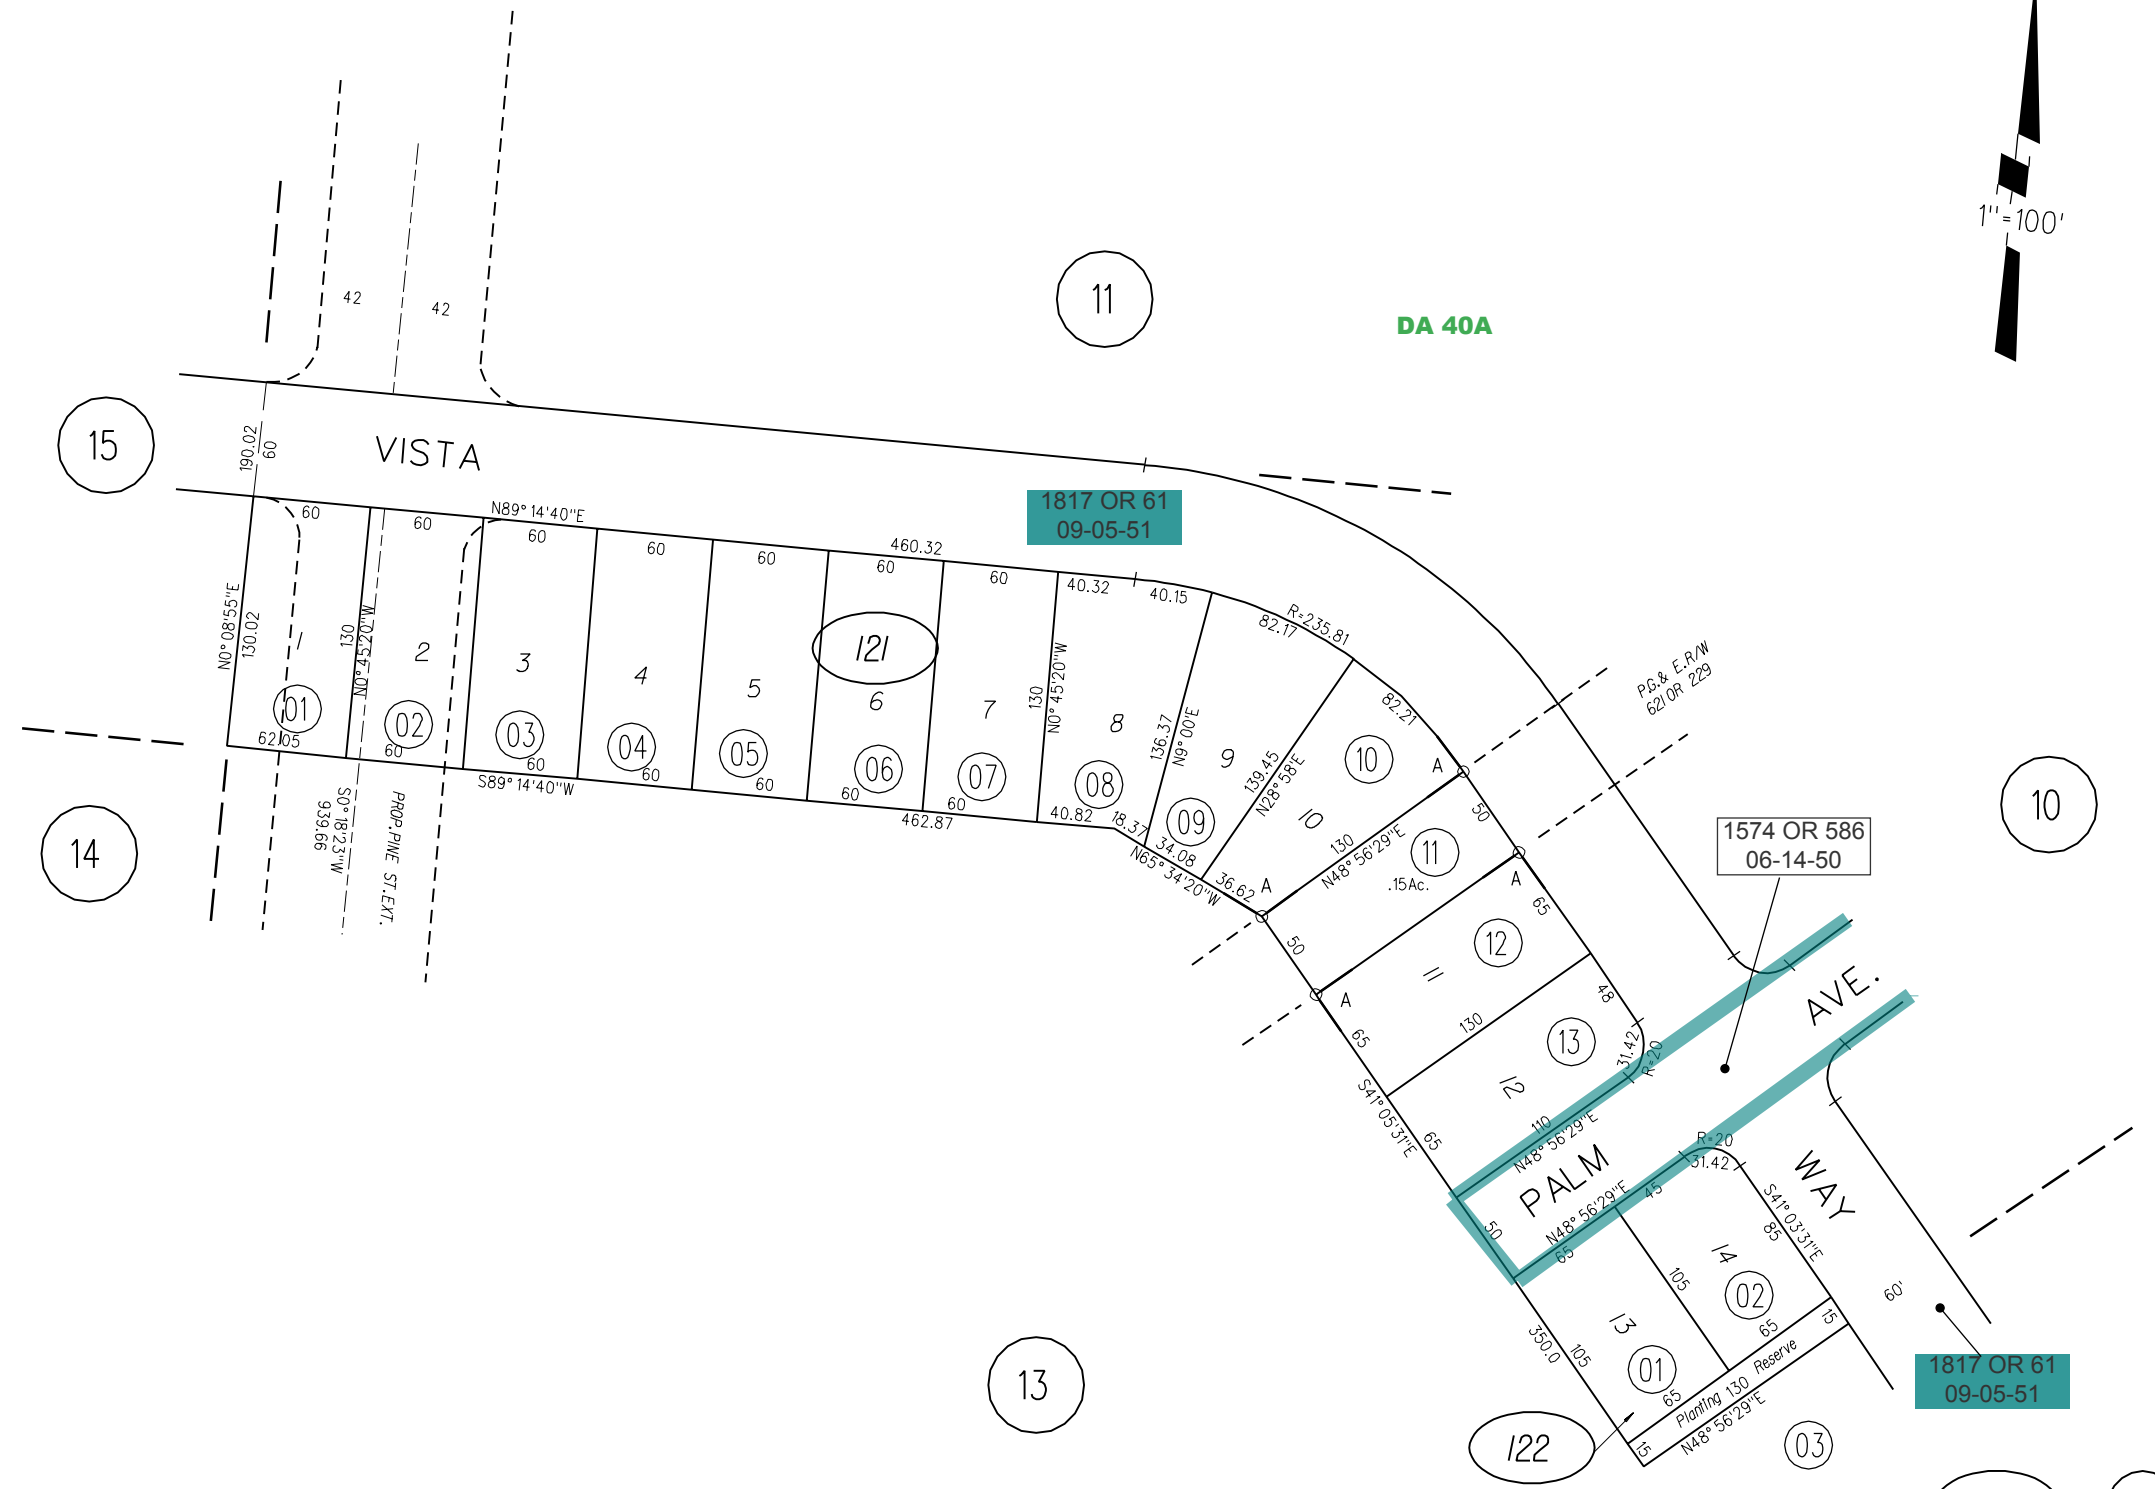 1''=100'
42
42
11
DA 40A
15
190.02
60
VISTA
N89°14'40"E
1817 OR 61
09-05-51
60
60
60
60
60
460.32
60
60
40.32
40.15
82.17
R=235.81
82.21
P.G.& E.R/W
621 OR 229
N0°08'55"E
130.02
1
130
N0°45'20"W
2
3
4
5
121
6
7
130
N0°45'20"W
8
136.37
N9°00'E
9
139.45
N28°58'E
10
10
A
01
02
03
04
05
06
07
08
09
62.05
60
60
60
60
60
60
S89°14'40"W
462.87
40.82
18.37
34.08
N65°34'20"W
36.62
A
130
N48°56'29"E
11
.15Ac.
50
A
14
S0°18'23"W
939.66
PROP.PINE ST.EXT.
10
1574 OR 586
06-14-50
50
A
65
12
11
65
130
48
13
12
31.42
R=20
S41°05'31"E
65
110
N48°56'29"E
PALM
AVE.
50
N48°56'29"E
65
45
R=20
31.42
WAY
S41°03'31"E
85
60'
14
02
105
13
01
350.0
105
65
65
15
Planting 130 Reserve
N48°56'29"E
15
1817 OR 61
09-05-51
13
122
03